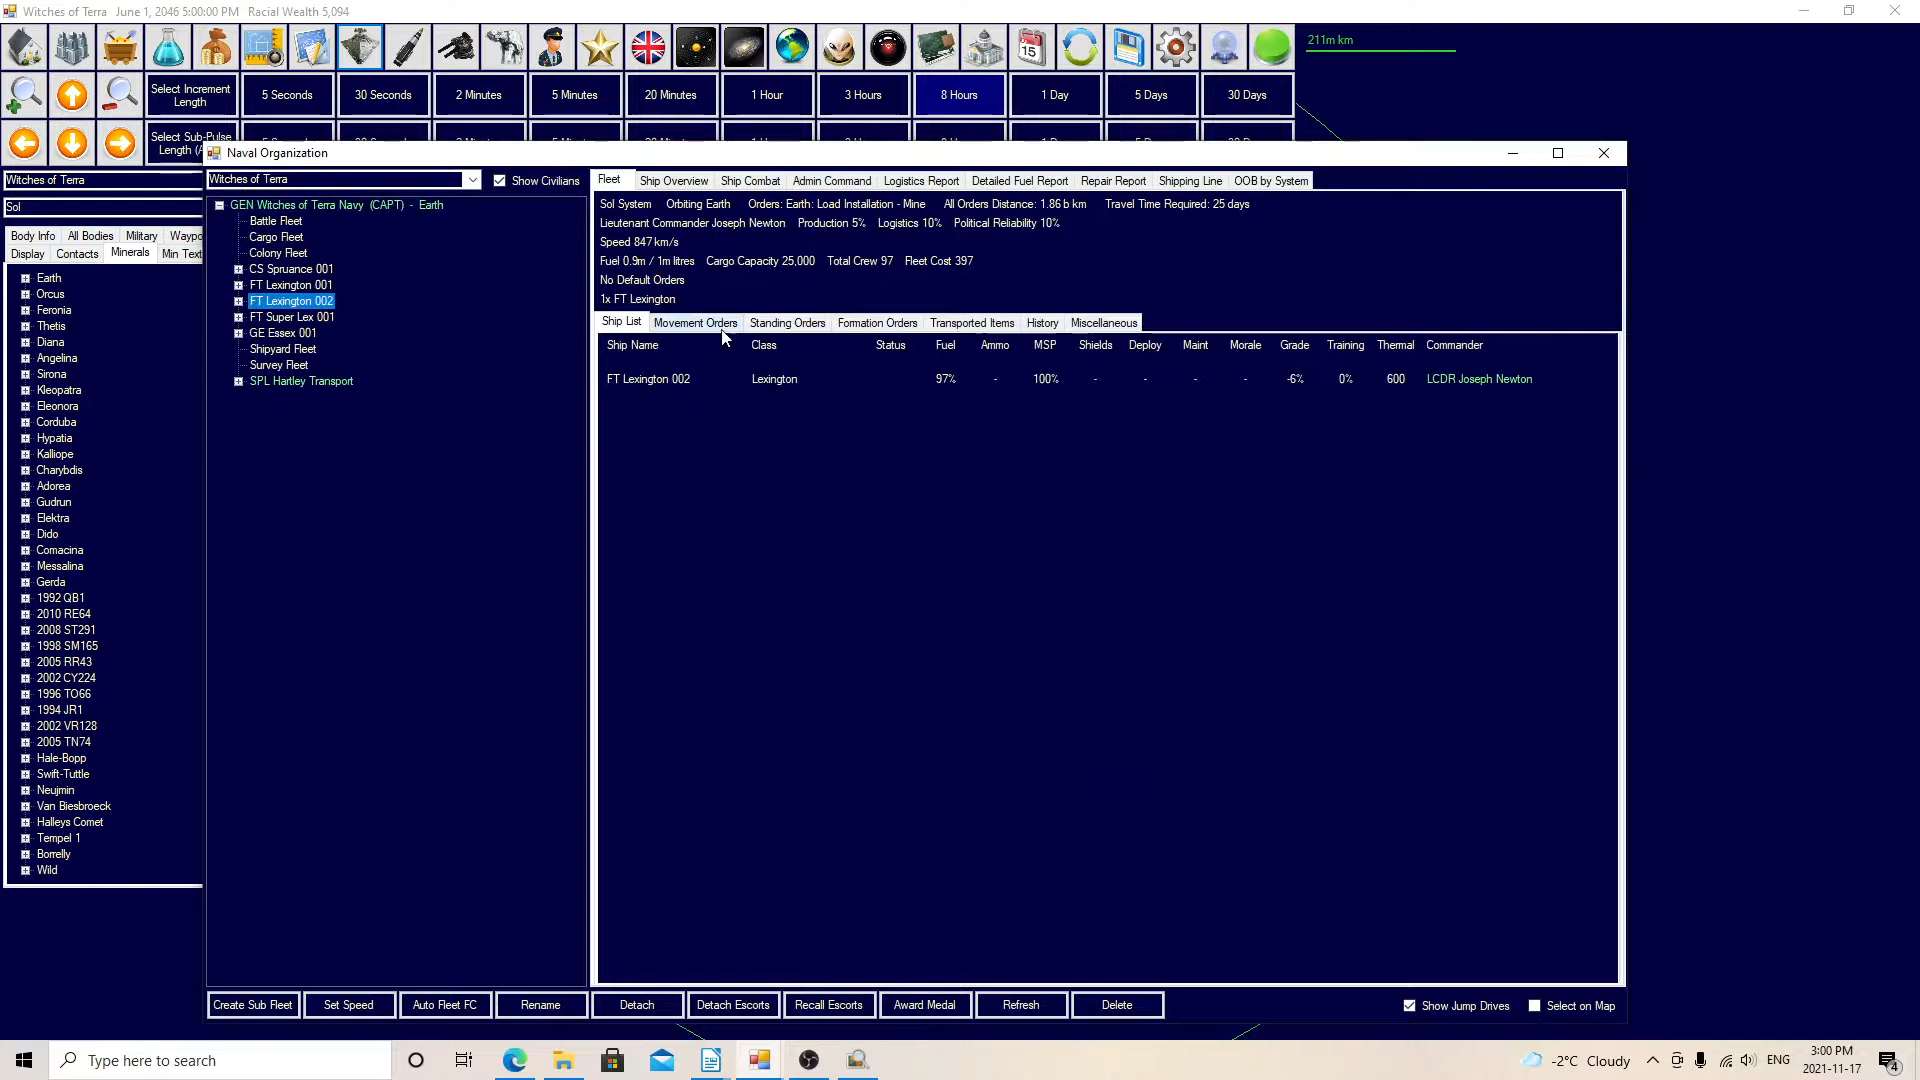 Witches of Terra   June 1, 2046 5:00:00 PM   Racial Wealth 5,094
211m km
Select Increment Length
5 Seconds
30 Seconds
2 Minutes
5 Minutes
20 Minutes
1 Hour
3 Hours
8 Hours
1 Day
5 Days
30 Days
Select Sub-Pulse
Witches of Terra
Sol
Body Info
All Bodies
Military
Display
Contacts
Minerals
Min Text
Earth
Orcus
Feronia
Thetis
Diana
Angelina
Sirona
Kleopatra
Eleonora
Corduba
Hypatia
Kalliope
Charybdis
Adorea
Gudrun
Elektra
Dido
Comacina
Messalina
Gerda
1992 QB1
2010 RE64
2008 ST291
1998 SM165
2005 RR43
2002 CY224
1996 TO66
1994 JR1
2002 VR128
2005 TN74
Hale-Bopp
Swift-Tuttle
Neujmin
Van Biesbroeck
Halleys Comet
Tempel 1
Borrelly
Wild
Naval Organization
Witches of Terra
Show Civilians
GEN Witches of Terra Navy (CAPT) - Earth
Battle Fleet
Cargo Fleet
Colony Fleet
CS Spruance 001
FT Lexington 001
FT Lexington 002
FT Super Lex 001
GE Essex 001
Shipyard Fleet
Survey Fleet
SPL Hartley Transport
Fleet
Ship Overview
Ship Combat
Admin Command
Logistics Report
Detailed Fuel Report
Repair Report
Shipping Line
OOB by System
Sol System   Orbiting Earth   Orders: Earth: Load Installation - Mine   All Orders Distance: 1.86 b km   Travel Time Required: 25 days
Lieutenant Commander Joseph Newton   Production 5%   Logistics 10%   Political Reliability 10%
Speed 847 km/s
Fuel 0.9m / 1m litres   Cargo Capacity 25,000   Total Crew 97   Fleet Cost 397
No Default Orders
1x FT Lexington
Ship List
Movement Orders
Standing Orders
Formation Orders
Transported Items
History
Miscellaneous
Ship Name   Class   Status   Fuel   Ammo   MSP   Shields   Deploy   Maint   Morale   Grade   Training   Thermal   Commander
FT Lexington 002   Lexington   97%   -   100%   -   -   -   -   -6%   0%   600   LCDR Joseph Newton
Create Sub Fleet
Set Speed
Auto Fleet FC
Rename
Detach
Detach Escorts
Recall Escorts
Award Medal
Refresh
Delete
Show Jump Drives
Select on Map
Type here to search
-2°C Cloudy
ENG
3:00 PM
2021-11-17
4